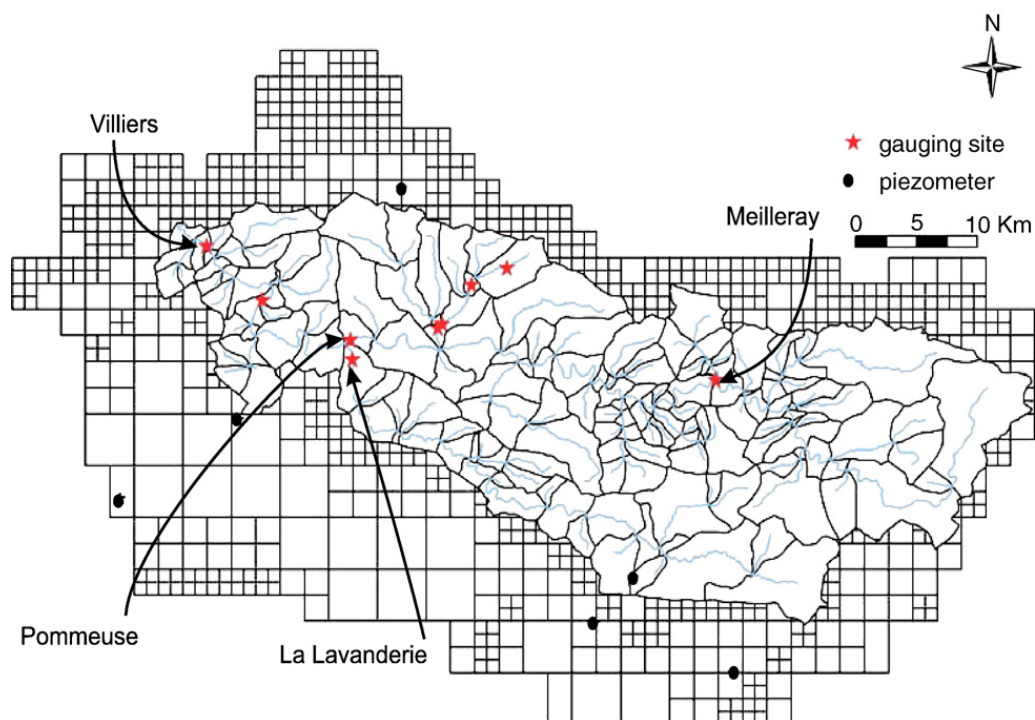 N
Villiers
gauging site
piezometer
Meilleray
0 5 10 Km
Pommeuse
La Lavanderie